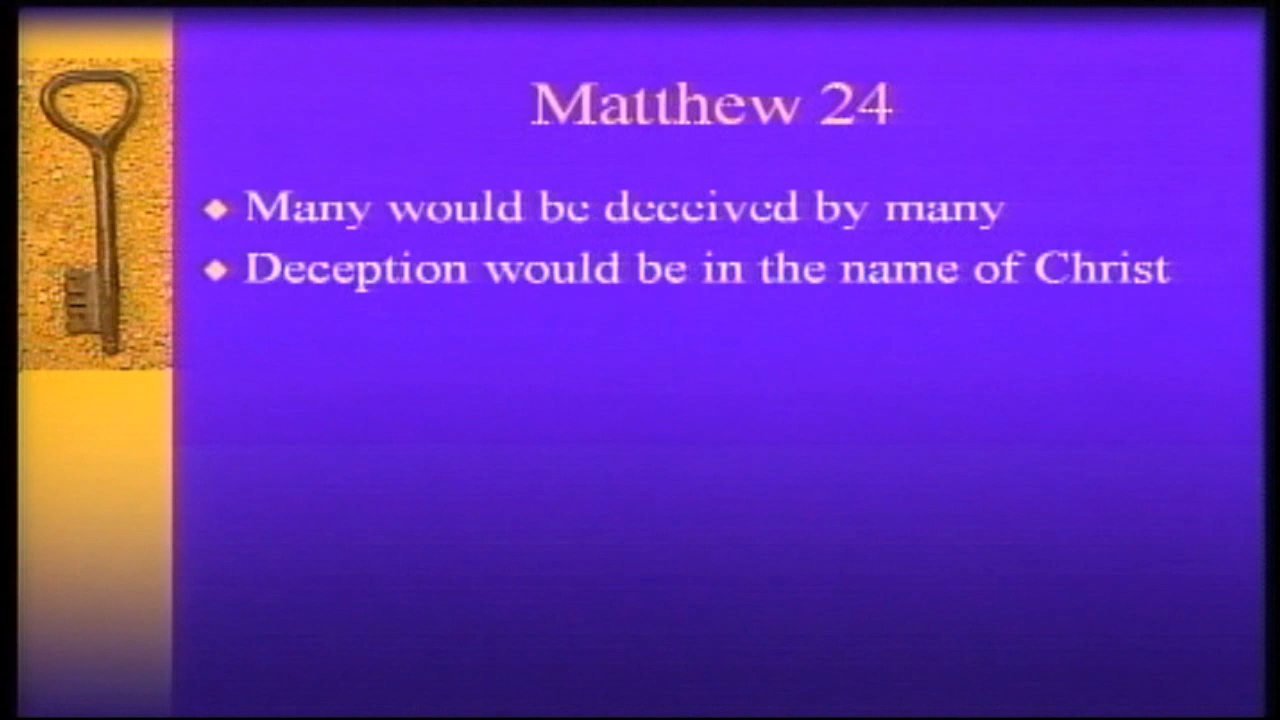 Matthew 24
Many would be deceived by many
Deception would be in the name of Christ